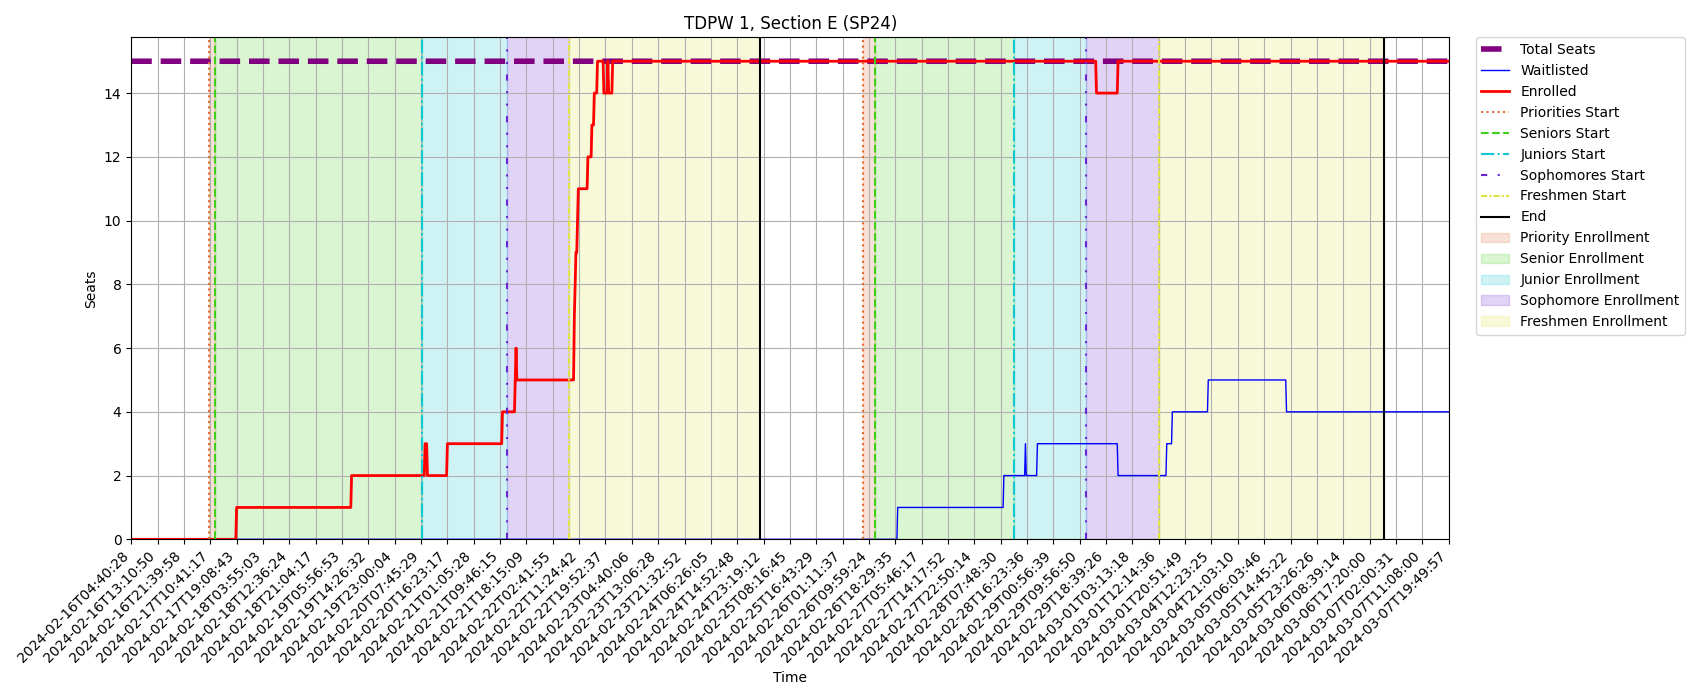 TDPW 1, Section E (SP24)
Total Seats
Waitlisted
Enrolled
Priorities Start
Seniors Start
Juniors Start
Sophomores Start
Freshmen Start
End
Priority Enrollment
Senior Enrollment
Junior Enrollment
Sophomore Enrollment
Freshmen Enrollment
Seats
14
12
10
8
6
4
2
0
2024-02-16T04:40:28
2024-02-16T13:10:50
2024-02-16T21:39:58
2024-02-17T10:41:17
2024-02-17T19:08:43
2024-02-18T03:55:03
2024-02-18T12:36:24
2024-02-18T21:04:17
2024-02-19T05:56:53
2024-02-19T14:26:32
2024-02-19T23:00:04
2024-02-20T07:45:29
2024-02-20T16:23:17
2024-02-21T01:05:28
2024-02-21T09:46:15
2024-02-21T18:15:09
2024-02-22T02:41:55
2024-02-22T11:24:42
2024-02-22T19:52:37
2024-02-23T04:40:06
2024-02-23T13:06:28
2024-02-23T21:32:52
2024-02-24T06:26:05
2024-02-24T14:52:48
2024-02-24T23:19:12
2024-02-25T08:16:45
2024-02-25T16:43:29
2024-02-26T01:11:37
2024-02-26T09:59:24
2024-02-26T18:29:35
2024-02-27T05:46:17
2024-02-27T14:17:52
2024-02-27T22:50:14
2024-02-28T07:48:30
2024-02-28T16:23:36
2024-02-29T00:56:39
2024-02-29T09:56:50
2024-02-29T18:39:26
2024-03-01T03:13:18
2024-03-01T12:14:36
2024-03-01T20:51:49
2024-03-04T12:23:25
2024-03-04T21:03:10
2024-03-05T06:03:46
2024-03-05T14:45:22
2024-03-05T23:26:26
2024-03-06T08:39:14
2024-03-06T17:20:00
2024-03-07T02:00:31
2024-03-07T11:08:00
2024-03-07T19:49:57
Time